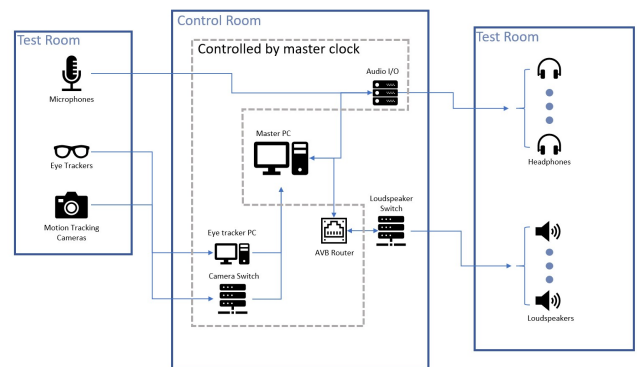 Test Room
Microphones
Eye Trackers
Motion Tracking
Cameras
Control Room
Controlled by master clock
Audio I/O
Master PC
Eye tracker PC
Camera Switch
AVB Router
Loudspeaker
Switch
Test Room
Headphones
Loudspeakers